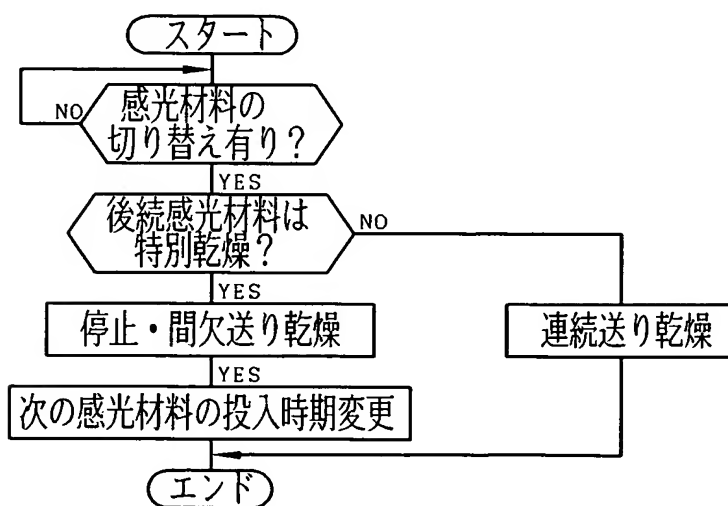 スタート
NO
感光材料の
切り替え有り？
YES
後続感光材料は
特別乾燥？
NO
YES
停止・間欠送り乾燥
連続送り乾燥
YES
次の感光材料の投入時期変更
エンド